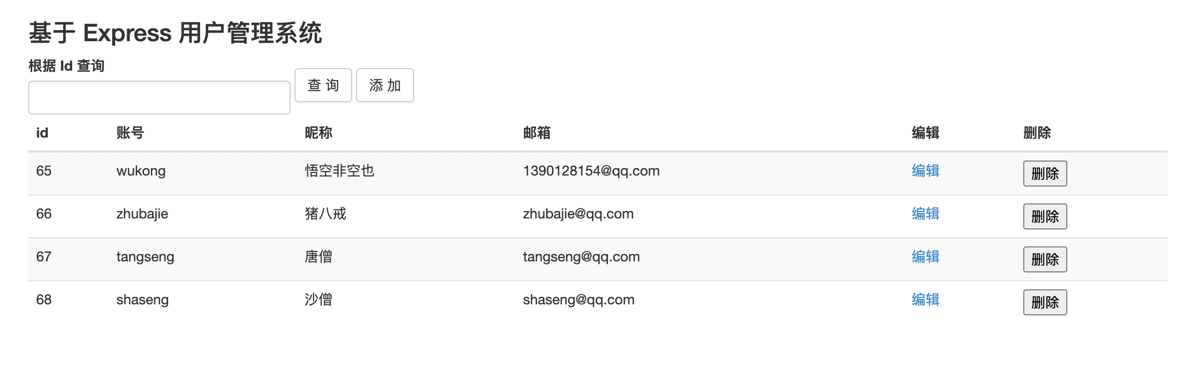 基于 Express 用户管理系统
根据 Id 查询
查 询 添 加
id 账号 昵称 邮箱 编辑 删除
65 wukong 悟空非空也 1390128154@qq.com 编辑 删除
66 zhubajie 猪八戒 zhubajie@qq.com 编辑 删除
67 tangseng 唐僧 tangseng@qq.com 编辑 删除
68 shaseng 沙僧 shaseng@qq.com 编辑 删除